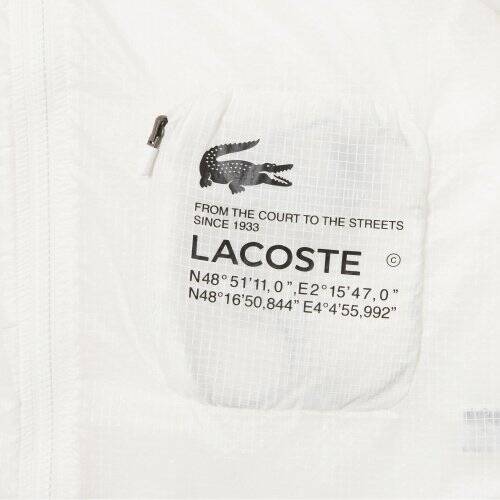 FROM THE COURT TO THE STREETS
SINCE 1933
LACOSTE ©
N48°51'11,0",E2°15'47,0"
N48°16'50,844" E4°4'55,992"